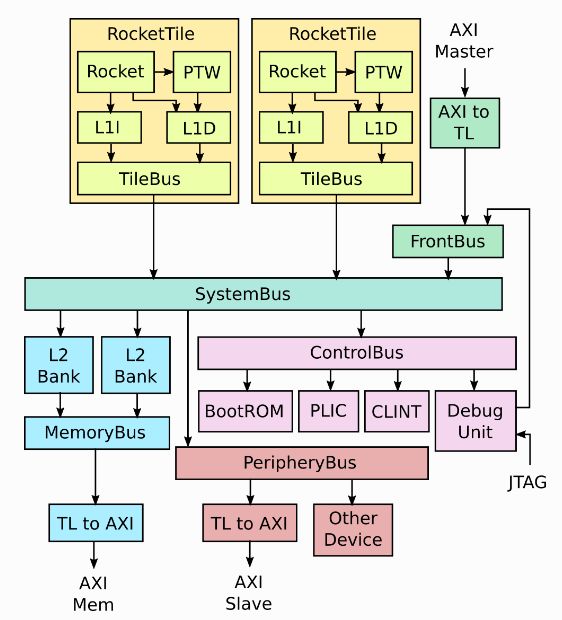 RocketTile
RocketTile
AXI
Master
Rocket
PTW
Rocket
PTW
AXI to
TL
L1I
L1D
L1I
L1D
TileBus
TileBus
FrontBus
SystemBus
L2
Bank
L2
Bank
ControlBus
BootROM
PLIC
CLINT
Debug
Unit
MemoryBus
PeripheryBus
JTAG
TL to AXI
TL to AXI
Other
Device
AXI
Mem
AXI
Slave